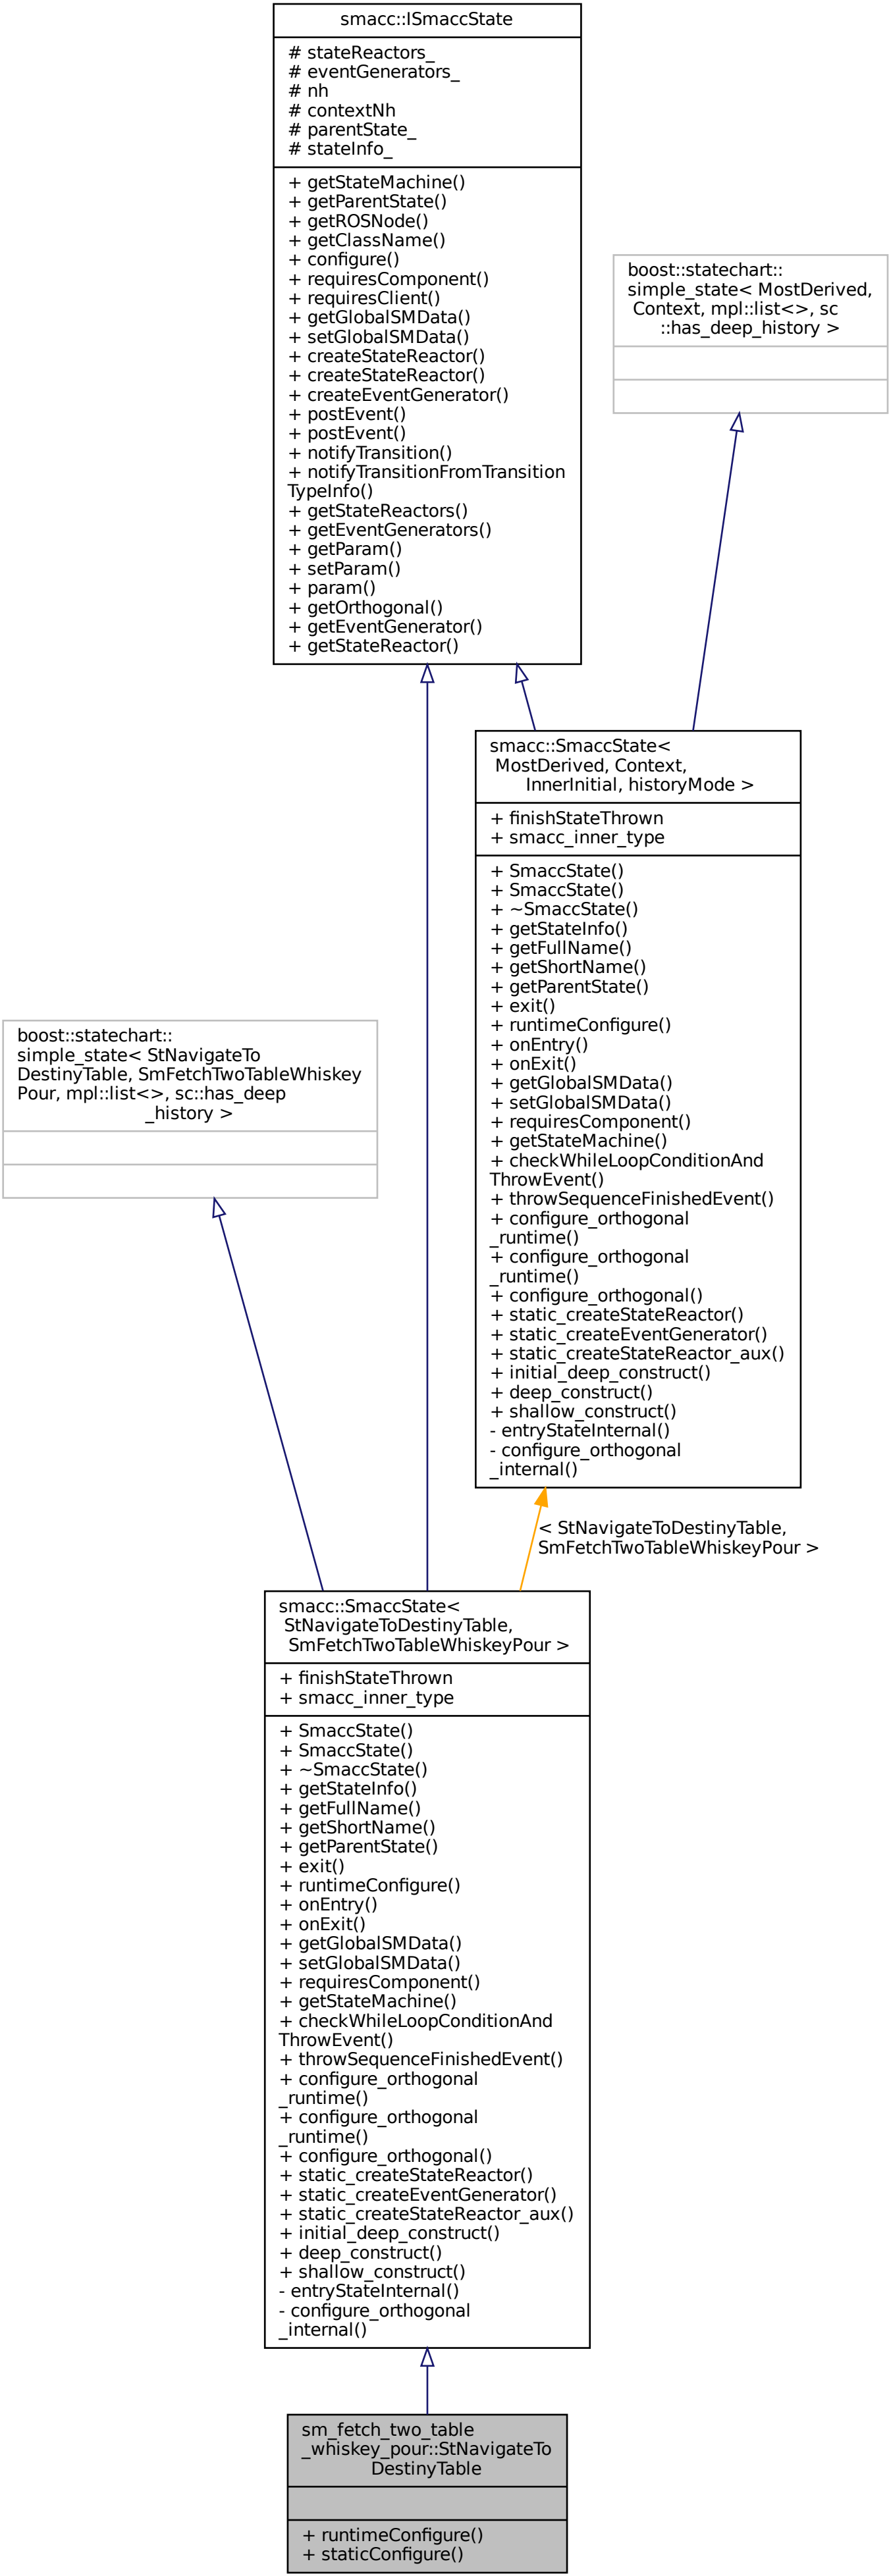 smacc::ISmaccState
# stateReactors_
# eventGenerators_
# nh
# contextNh
# parentState_
# stateInfo_
+ getStateMachine()
+ getParentState()
+ getROSNode()
+ getClassName()
+ configure()
+ requiresComponent()
+ requiresClient()
+ getGlobalSMData()
+ setGlobalSMData()
+ createStateReactor()
+ createStateReactor()
+ createEventGenerator()
+ postEvent()
+ postEvent()
+ notifyTransition()
+ notifyTransitionFromTransition
TypeInfo()
+ getStateReactors()
+ getEventGenerators()
+ getParam()
+ setParam()
+ param()
+ getOrthogonal()
+ getEventGenerator()
+ getStateReactor()
boost::statechart::
simple_state< MostDerived,
Context, mpl::list<>, sc
::has_deep_history >
smacc::SmaccState<
MostDerived, Context,
InnerInitial, historyMode >
+ finishStateThrown
+ smacc_inner_type
+ SmaccState()
+ SmaccState()
+ ~SmaccState()
+ getStateInfo()
+ getFullName()
+ getShortName()
+ getParentState()
+ exit()
+ runtimeConfigure()
+ onEntry()
+ onExit()
+ getGlobalSMData()
+ setGlobalSMData()
+ requiresComponent()
+ getStateMachine()
+ checkWhileLoopConditionAnd
ThrowEvent()
+ throwSequenceFinishedEvent()
+ configure_orthogonal
_runtime()
+ configure_orthogonal
_runtime()
+ configure_orthogonal()
+ static_createStateReactor()
+ static_createEventGenerator()
+ static_createStateReactor_aux()
+ initial_deep_construct()
+ deep_construct()
+ shallow_construct()
- entryStateInternal()
- configure_orthogonal
_internal()
boost::statechart::
simple_state< StNavigateTo
DestinyTable, SmFetchTwoTableWhiskey
Pour, mpl::list<>, sc::has_deep
_history >
< StNavigateToDestinyTable,
SmFetchTwoTableWhiskeyPour >
smacc::SmaccState<
StNavigateToDestinyTable,
SmFetchTwoTableWhiskeyPour >
+ finishStateThrown
+ smacc_inner_type
+ SmaccState()
+ SmaccState()
+ ~SmaccState()
+ getStateInfo()
+ getFullName()
+ getShortName()
+ getParentState()
+ exit()
+ runtimeConfigure()
+ onEntry()
+ onExit()
+ getGlobalSMData()
+ setGlobalSMData()
+ requiresComponent()
+ getStateMachine()
+ checkWhileLoopConditionAnd
ThrowEvent()
+ throwSequenceFinishedEvent()
+ configure_orthogonal
_runtime()
+ configure_orthogonal
_runtime()
+ configure_orthogonal()
+ static_createStateReactor()
+ static_createEventGenerator()
+ static_createStateReactor_aux()
+ initial_deep_construct()
+ deep_construct()
+ shallow_construct()
- entryStateInternal()
- configure_orthogonal
_internal()
sm_fetch_two_table
_whiskey_pour::StNavigateTo
DestinyTable
+ runtimeConfigure()
+ staticConfigure()